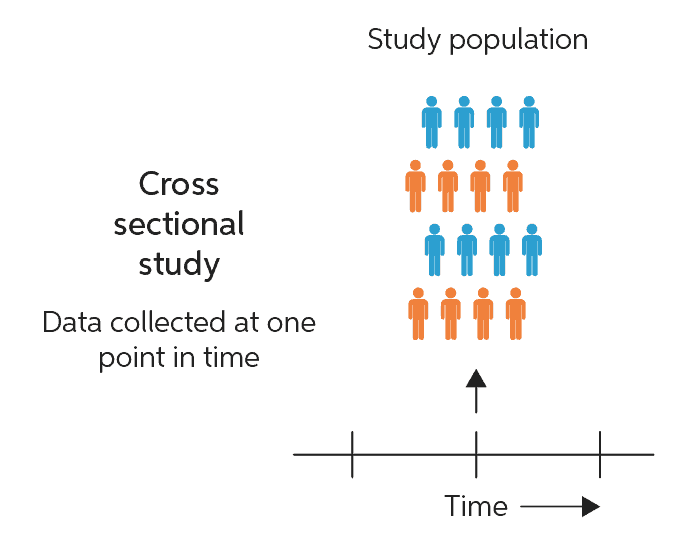 Study population
Cross
sectional
study
Data collected at one
point in time
Time